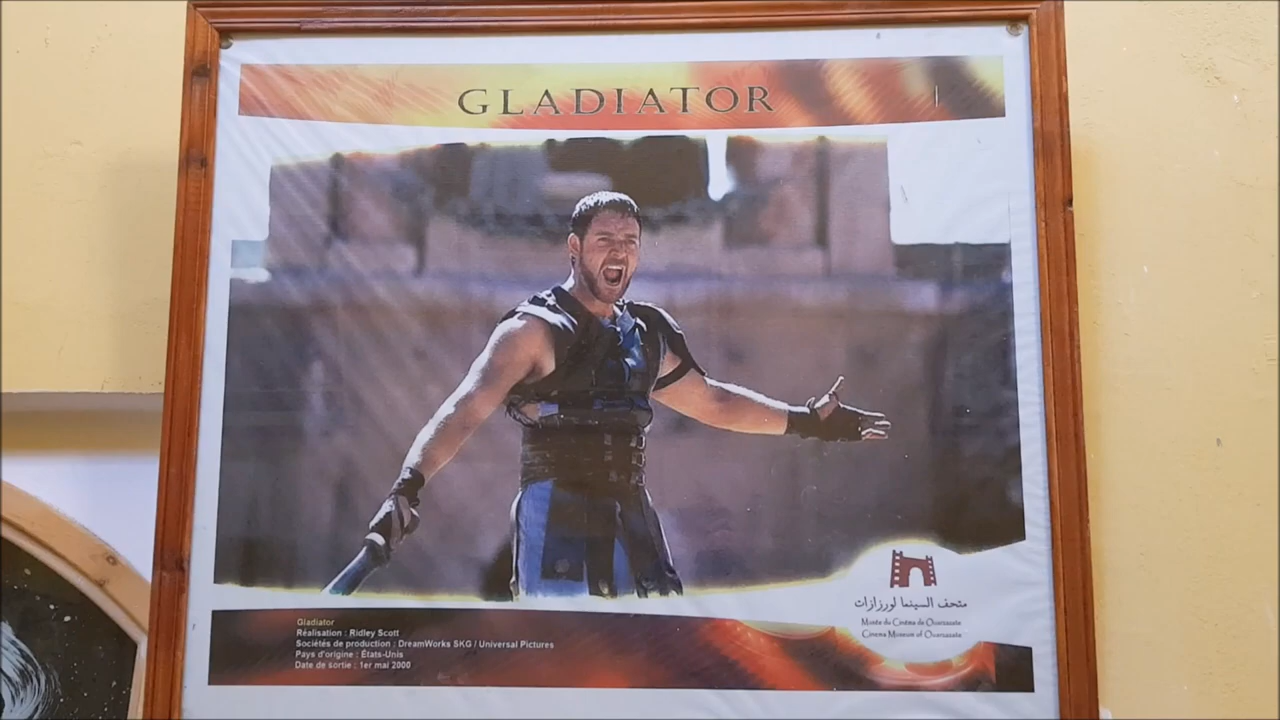 GLADIATOR
Gladiator
Réalisation : Ridley Scott
Sociétés de production : DreamWorks SKG / Universal Pictures
Pays d'origine : États-Unis
Date de sortie : 1er mai 2000
متحف السينما لورزازات
Musée du Cinéma de Ouarzazate
Cinema Museum of Ouarzazate